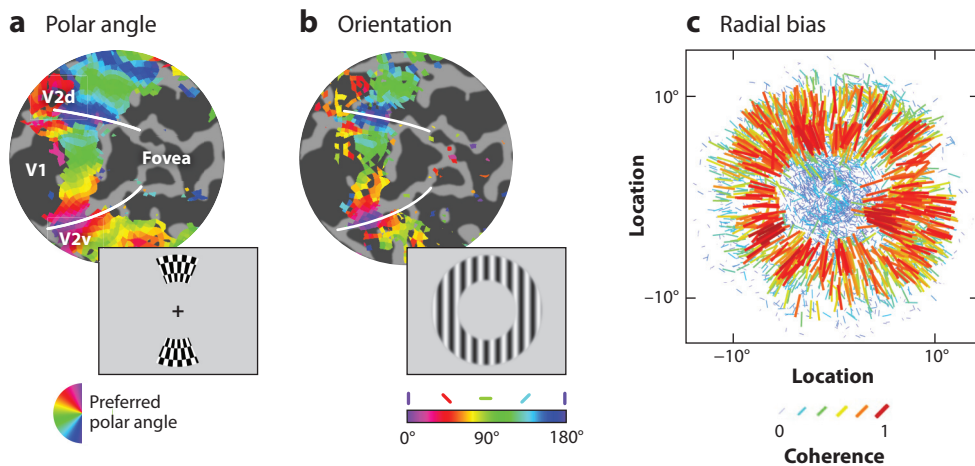 a Polar angle
V2d
V1
Fovea
V2v
Preferred
polar angle
b Orientation
0° 90° 180°
c Radial bias
10°
Location
−10°
−10° 10°
Location
0 1
Coherence